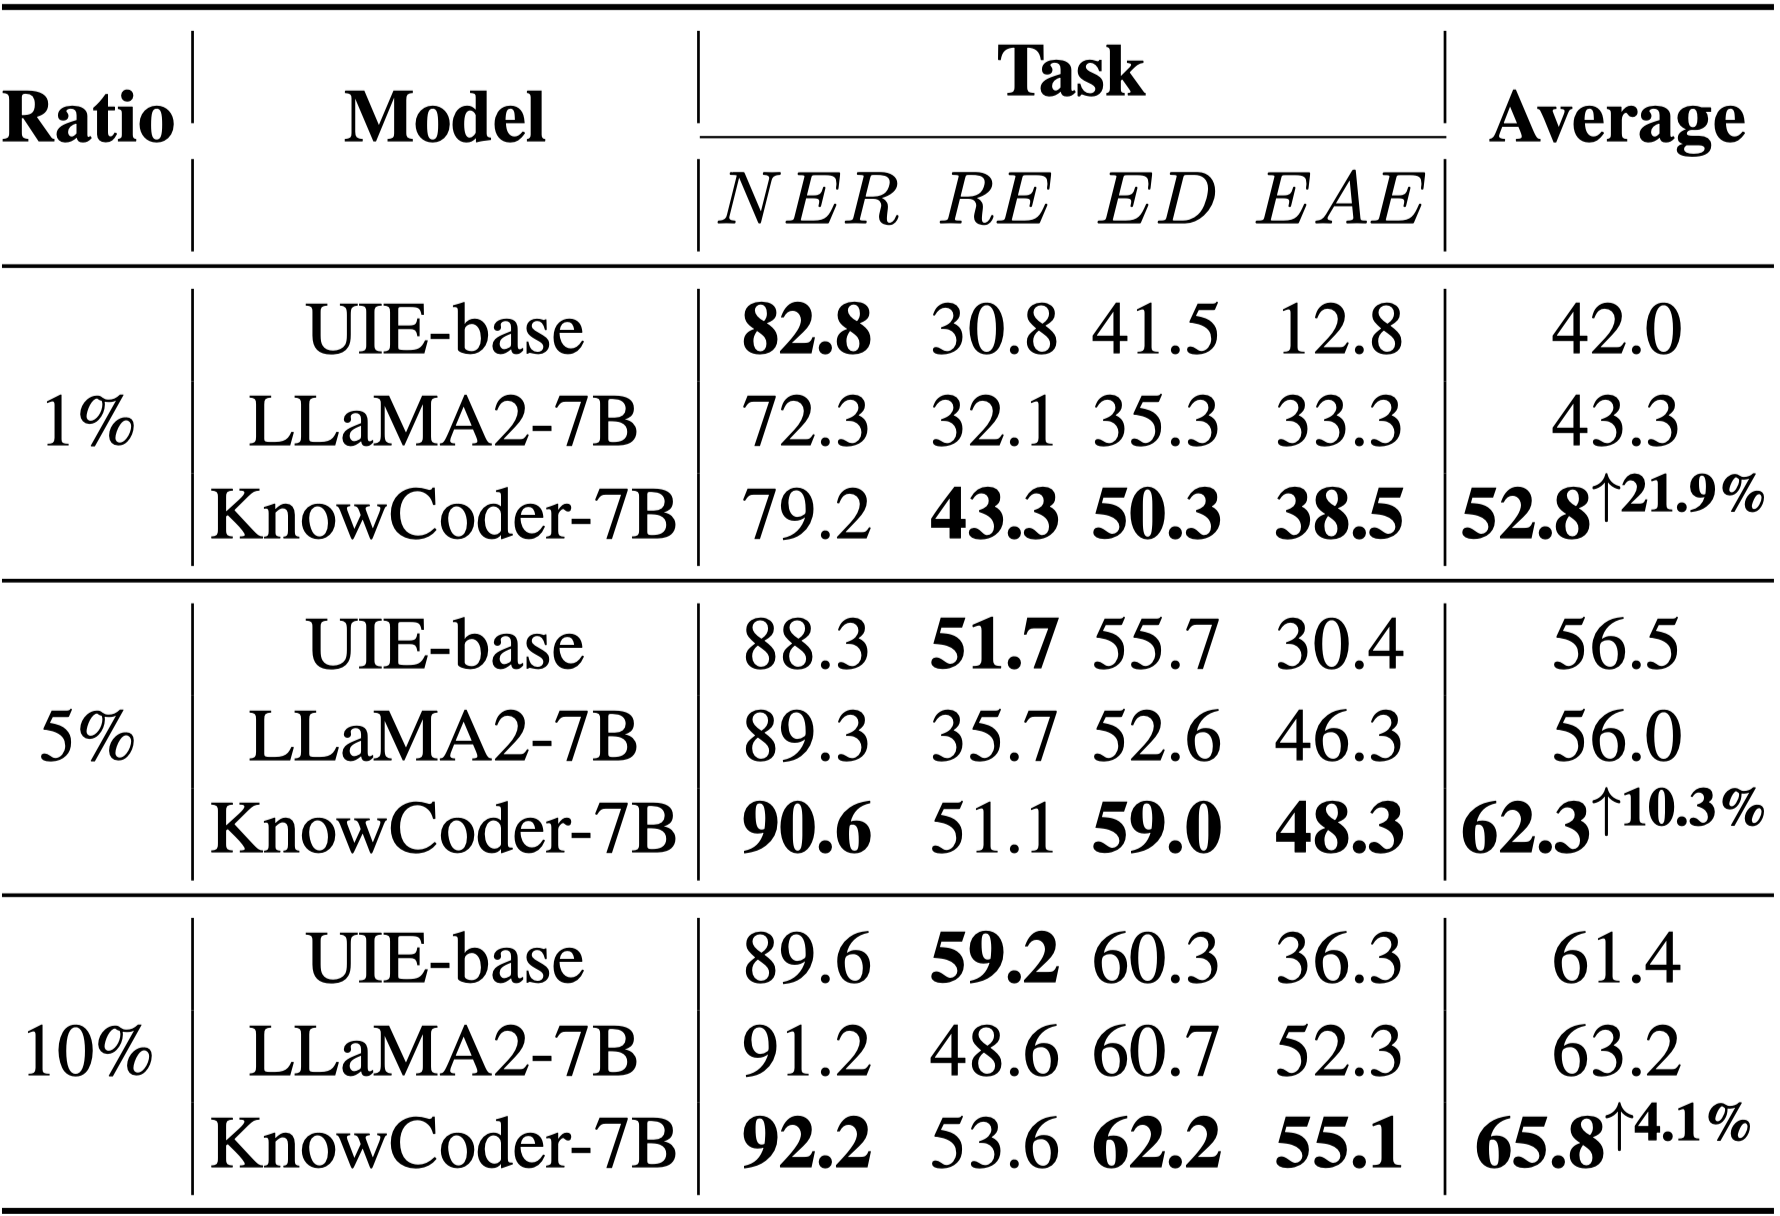 Ratio Model Task Average
NER RE ED EAE
1% UIE-base 82.8 30.8 41.5 12.8 42.0
LLaMA2-7B 72.3 32.1 35.3 33.3 43.3
KnowCoder-7B 79.2 43.3 50.3 38.5 52.8↑21.9%
5% UIE-base 88.3 51.7 55.7 30.4 56.5
LLaMA2-7B 89.3 35.7 52.6 46.3 56.0
KnowCoder-7B 90.6 51.1 59.0 48.3 62.3↑10.3%
10% UIE-base 89.6 59.2 60.3 36.3 61.4
LLaMA2-7B 91.2 48.6 60.7 52.3 63.2
KnowCoder-7B 92.2 53.6 62.2 55.1 65.8↑4.1%